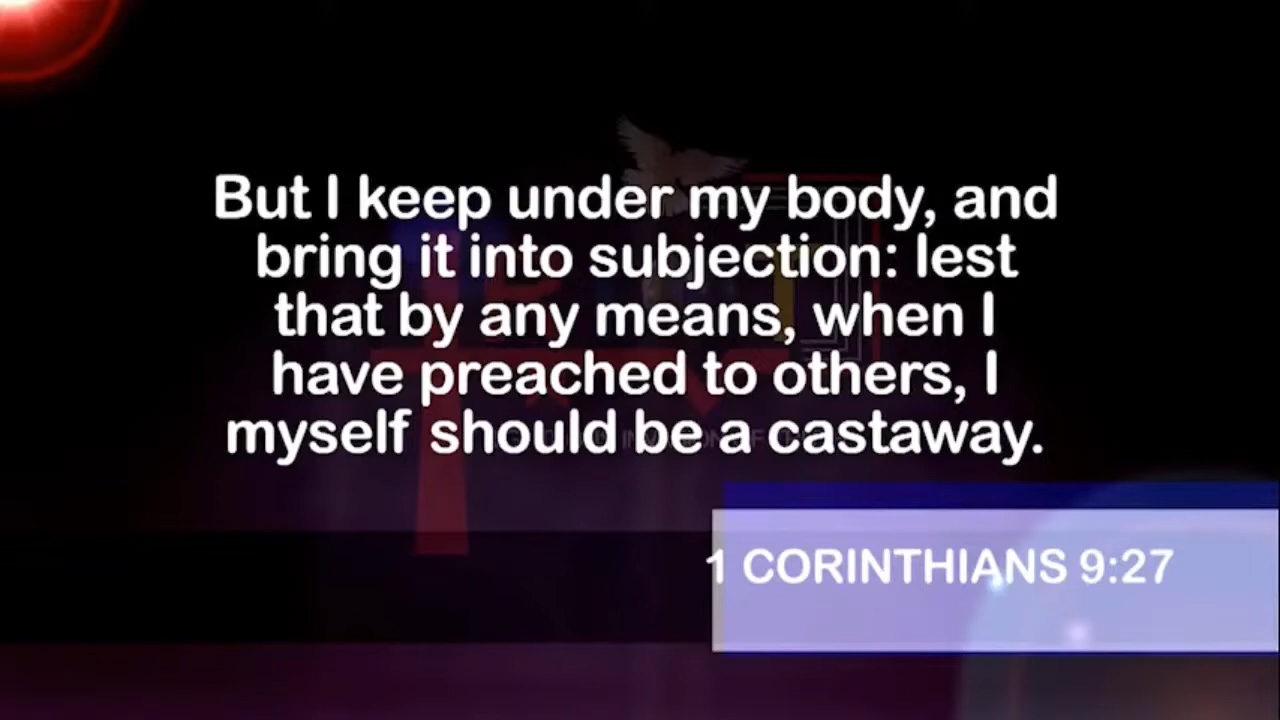 But I keep under my body, and
bring it into subjection: lest
that by any means, when I
have preached to others, I
myself should be a castaway.
1 CORINTHIANS 9:27